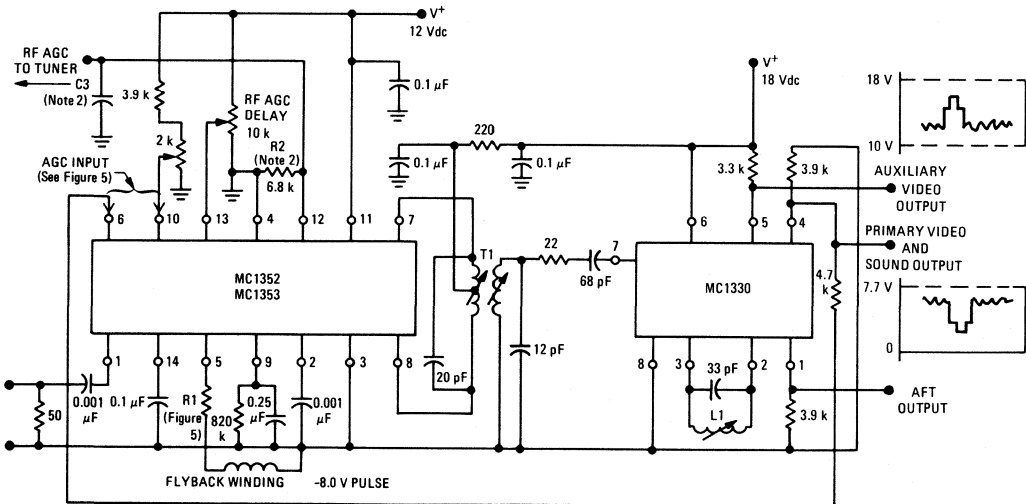 V+
12 Vdc
RF AGC
TO TUNER
C3
(Note 2)
3.9 k
RF AGC
DELAY
10 k
0.1 µF
2 k
R2
(Note 2)
6.8 k
AGC INPUT
(See Figure 5)
6
10
13
4
12
11
7
MC1352
MC1353
1
14
5
9
2
3
8
50
0.001
µF
0.1 µF
R1
(Figure
5)
820
k
0.25
µF
0.001
µF
FLYBACK WINDING
-8.0 V PULSE
V+
18 Vdc
220
0.1 µF
0.1 µF
3.3 k
3.9 k
T1
22
68 pF
7
20 pF
12 pF
6
5
4
MC1330
8
3
2
1
33 pF
L1
3.9 k
4.7
k
18 V
10 V
AUXILIARY
VIDEO
OUTPUT
PRIMARY VIDEO
AND
SOUND OUTPUT
7.7 V
0
AFT
OUTPUT